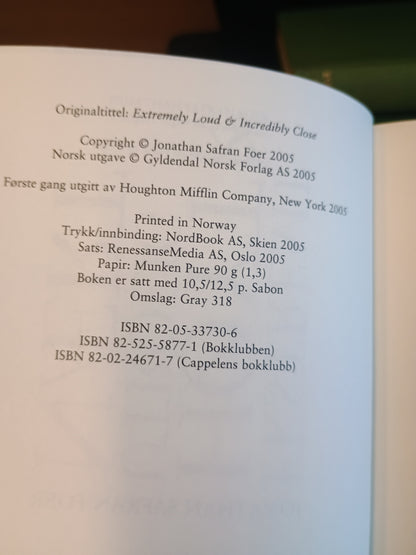 Originaltittel: Extremely Loud & Incredibly Close
Copyright © Jonathan Safran Foer 2005
Norsk utgave © Gyldendal Norsk Forlag AS 2005
Første gang utgitt av Houghton Mifflin Company, New York 2005
Printed in Norway
Trykk/innbinding: NordBook AS, Skien 2005
Sats: RenessanseMedia AS, Oslo 2005
Papir: Munken Pure 90 g (1,3)
Boken er satt med 10,5/12,5 p. Sabon
Omslag: Gray 318
ISBN 82-05-33730-6
ISBN 82-525-5877-1 (Bokklubben)
ISBN 82-02-24671-7 (Cappelens bokklubb)